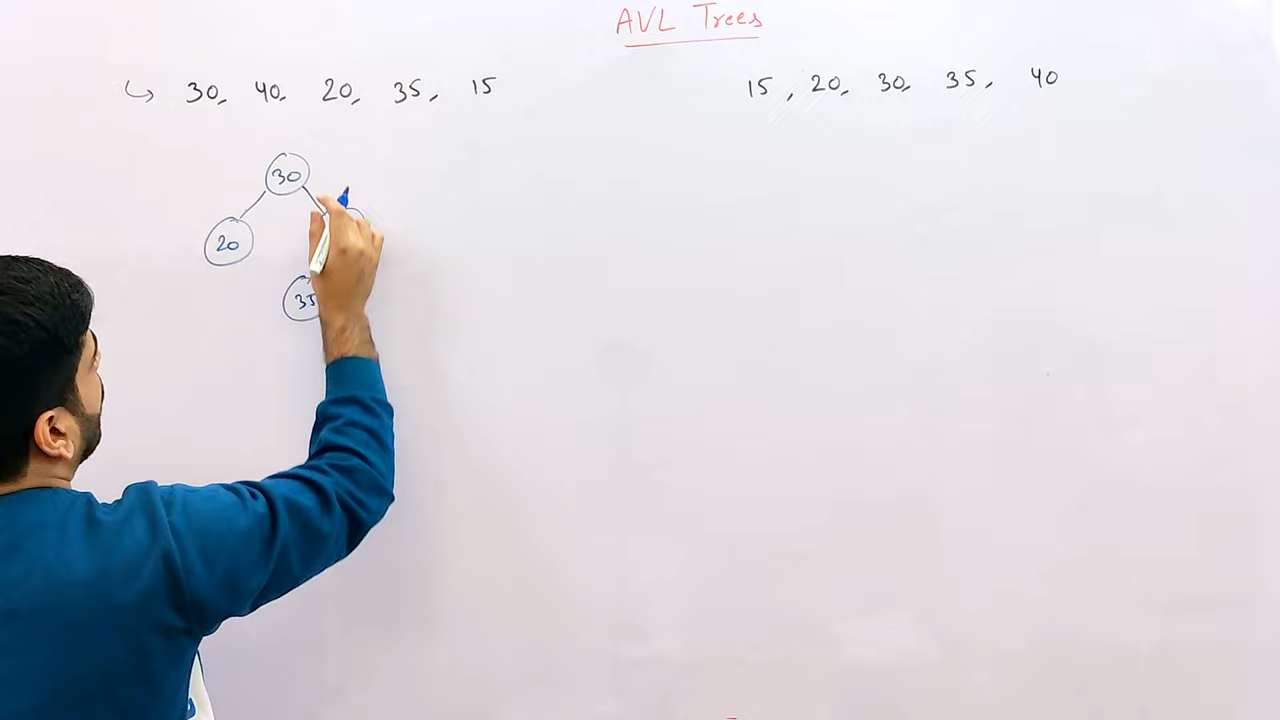 AVL Trees
↪ 30, 40, 20, 35, 15
15, 20, 30, 35, 40
30
20
35